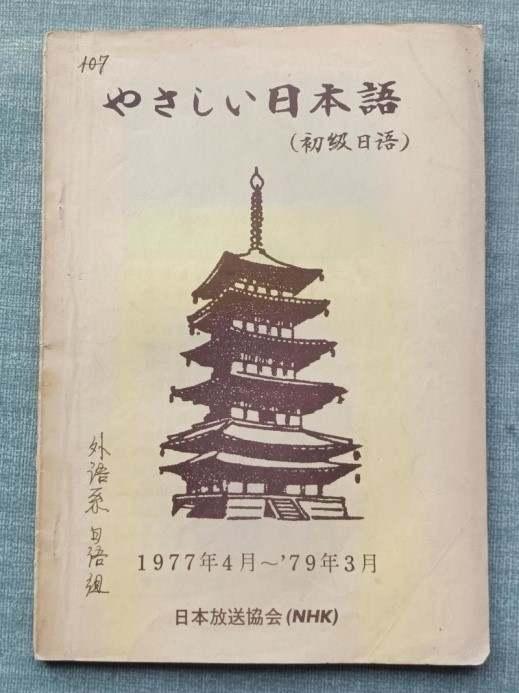 107
やさしい日本語
(初級日语)
外语系日语组
1977年4月～'79年3月
日本放送協会(NHK)